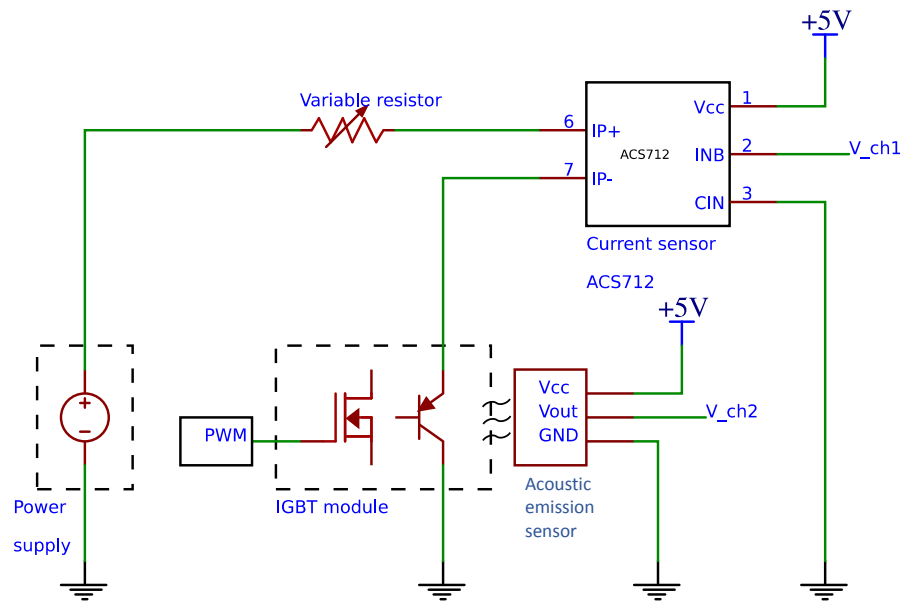 +5V
Variable resistor
6
IP+
ACS712
Vcc
1
INB
2
V_ch1
7
IP-
CIN
3
Current sensor
ACS712
+5V
Vcc
Vout
GND
V_ch2
+
−
PWM
Power
supply
IGBT module
Acoustic
emission
sensor